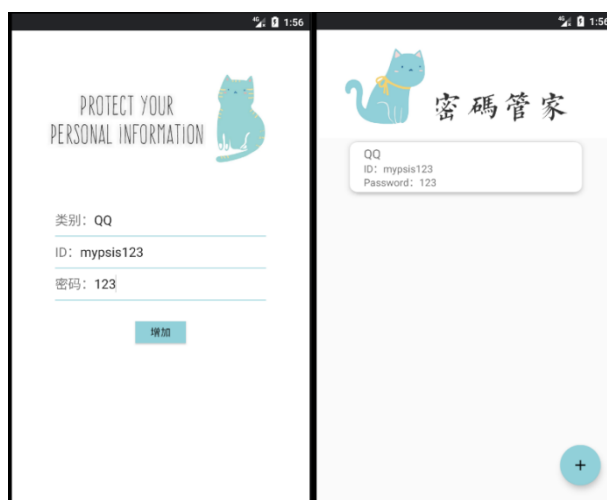 1:56
PROTECT YOUR
PERSONAL INFORMATION
类别：QQ
ID：mypsis123
密码：123
增加
1:56
密碼管家
QQ
ID：mypsis123
Password：123
+